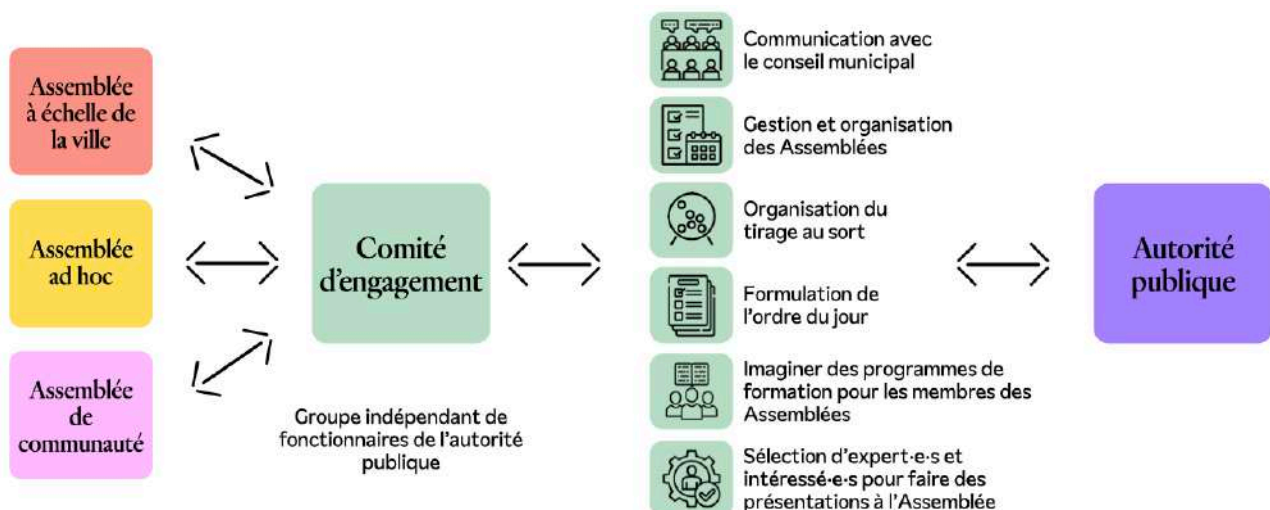 Assemblée
à échelle de
la ville
Assemblée
ad hoc
Assemblée
de
communauté
Comité
d'engagement
Groupe indépendant de
fonctionnaires de l'autorité
publique
Communication avec
le conseil municipal
Gestion et organisation
des Assemblées
Organisation du
tirage au sort
Formulation de
l'ordre du jour
Imaginer des programmes de
formation pour les membres des
Assemblées
Sélection d'expert·e·s et
intéressé·e·s pour faire des
présentations à l'Assemblée
Autorité
publique